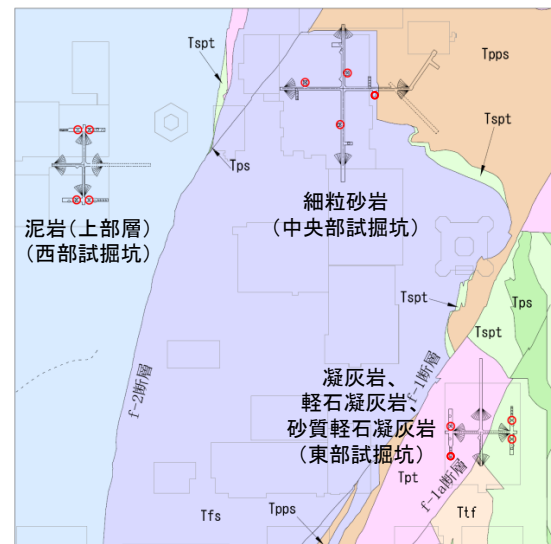 Tspt
Tpps
Tspt
Tps
細粒砂岩
(中央部試掘坑)
泥岩(上部層)
(西部試掘坑)
Tspt
Tps
Tspt
f-1断層
f-2断層
凝灰岩、
軽石凝灰岩、
砂質軽石凝灰岩
(東部試掘坑)
Tpt
f-1a断層
Tfs
Tpps
Ttf